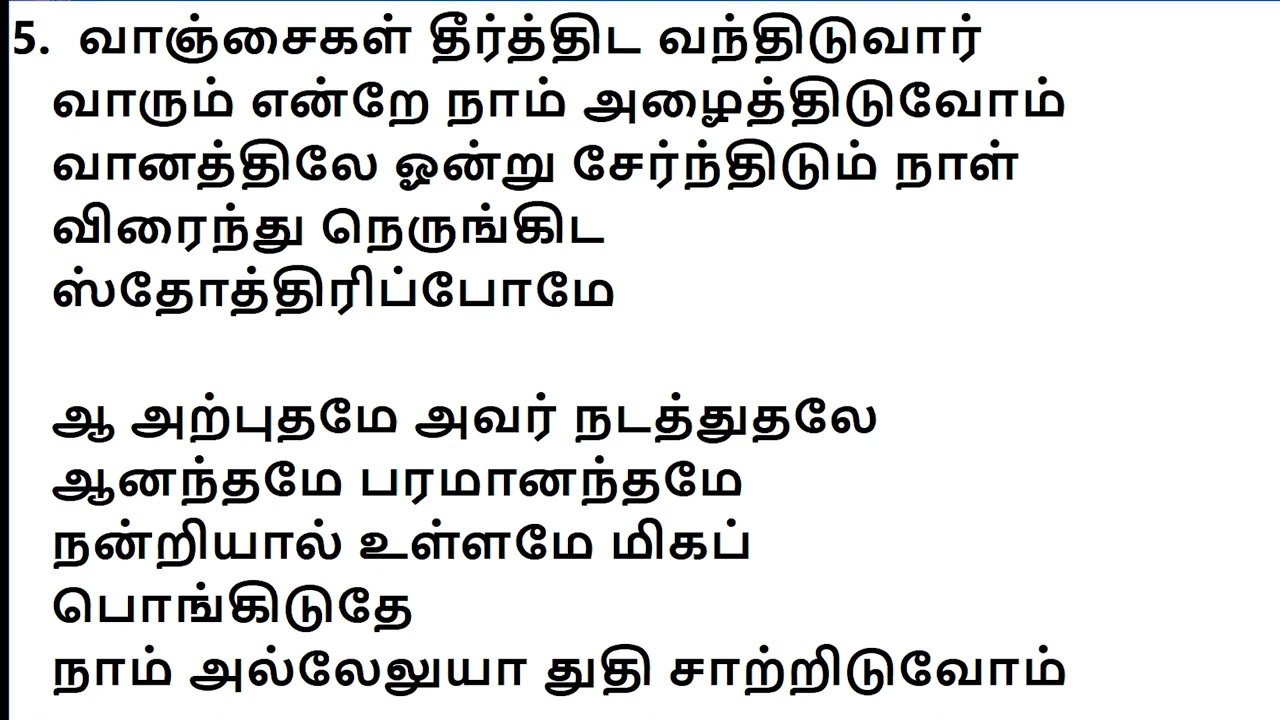 5. வாஞ்சைகள் தீர்த்திட வந்திடுவார்
வாரும் என்றே நாம் அழைத்திடுவோம்
வானத்திலே ஒன்று சேர்ந்திடும் நாள்
விரைந்து நெருங்கிட
ஸ்தோத்திரிப்போமே
ஆ அற்புதமே அவர் நடத்துதலே
ஆனந்தமே பரமானந்தமே
நன்றியால் உள்ளமே மிகப்
பொங்கிடுதே
நாம் அல்லேலுயா துதி சாற்றிடுவோம்